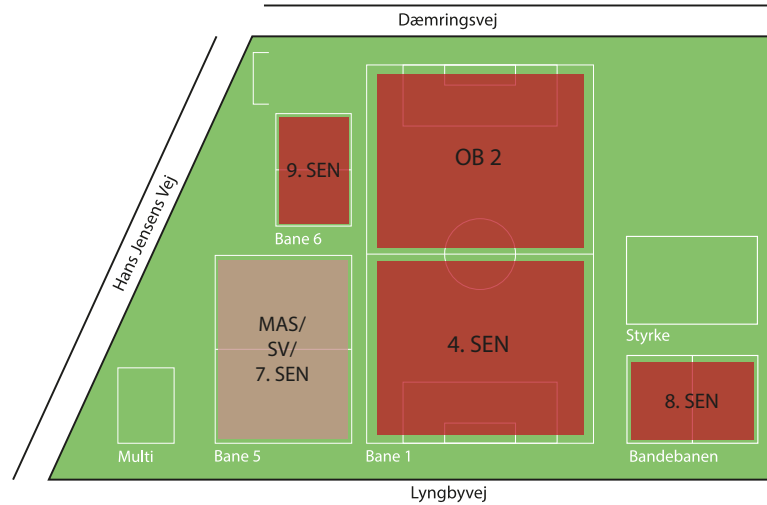 Dæmringsvej
Hans Jensens Vej
9. SEN
Bane 6
OB 2
MAS/
SV/
7. SEN
Bane 5
4. SEN
Bane 1
Styrke
8. SEN
Bandebanen
Multi
Lyngbyvej